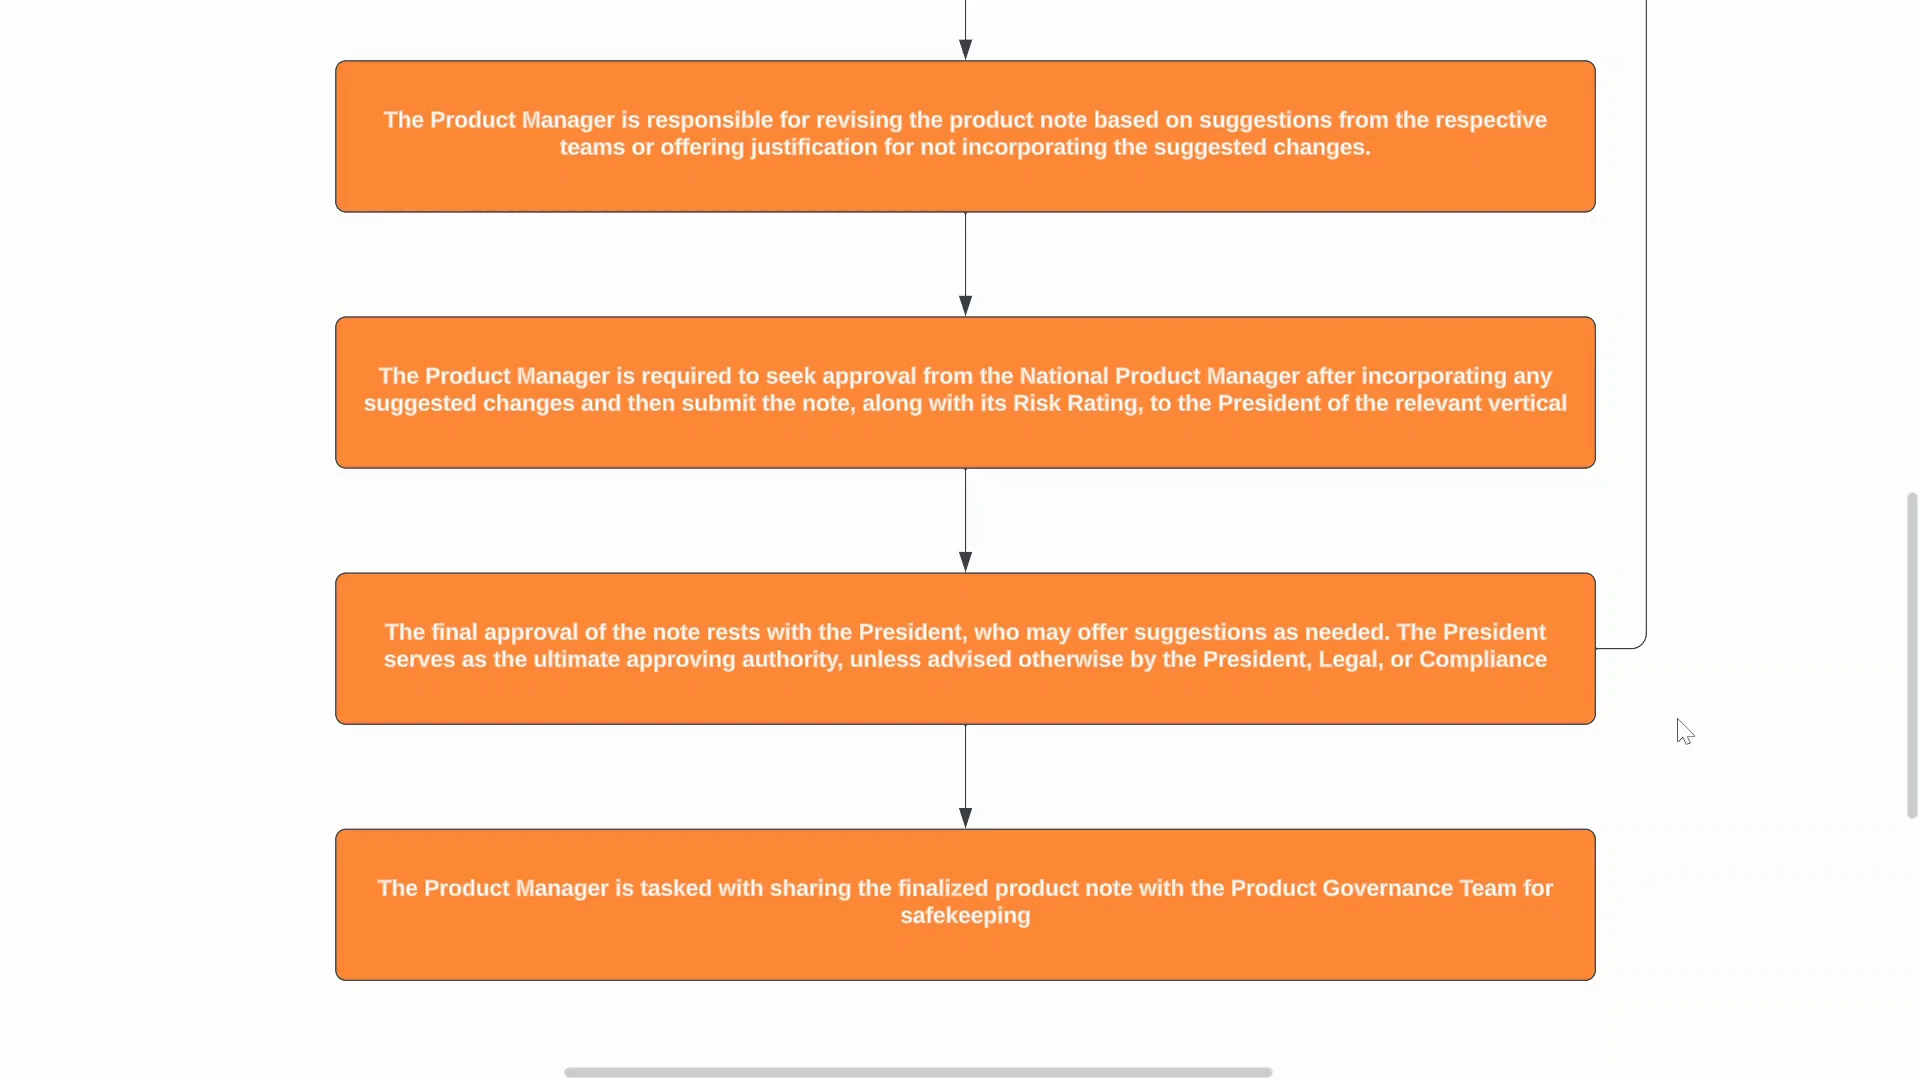 The Product Manager is responsible for revising the product note based on suggestions from the respective
teams or offering justification for not incorporating the suggested changes.
The Product Manager is required to seek approval from the National Product Manager after incorporating any
suggested changes and then submit the note, along with its Risk Rating, to the President of the relevant vertical
The final approval of the note rests with the President, who may offer suggestions as needed. The President
serves as the ultimate approving authority, unless advised otherwise by the President, Legal, or Compliance
The Product Manager is tasked with sharing the finalized product note with the Product Governance Team for
safekeeping